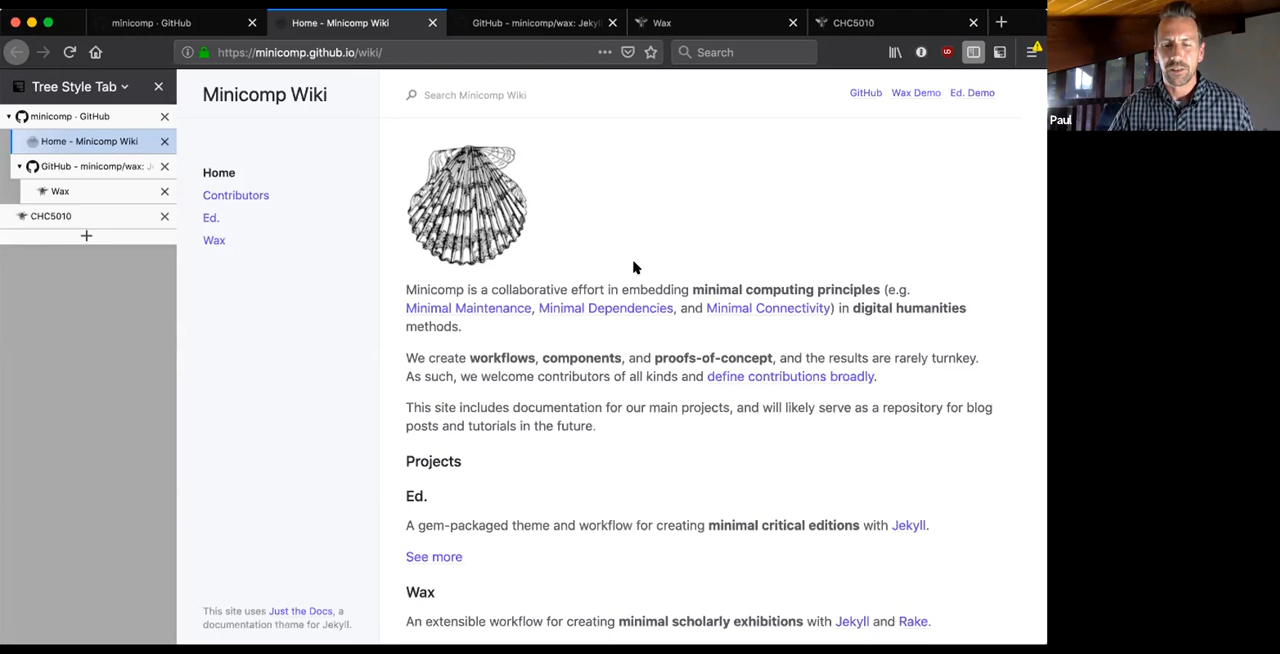 minicomp · GitHub
Home - Minicomp Wiki
GitHub - minicomp/wax: Jekyl
Wax
CHC5010
https://minicomp.github.io/wiki/
Search
Tree Style Tab
minicomp · GitHub
Home - Minicomp Wiki
GitHub - minicomp/wax: J
Wax
CHC5010
Minicomp Wiki
Search Minicomp Wiki
GitHub
Wax Demo
Ed. Demo
Paul
Home
Contributors
Ed.
Wax
Minicomp is a collaborative effort in embedding minimal computing principles (e.g.
Minimal Maintenance, Minimal Dependencies, and Minimal Connectivity) in digital humanities
methods.
We create workflows, components, and proofs-of-concept, and the results are rarely turnkey.
As such, we welcome contributors of all kinds and define contributions broadly.
This site includes documentation for our main projects, and will likely serve as a repository for blog
posts and tutorials in the future.
Projects
Ed.
A gem-packaged theme and workflow for creating minimal critical editions with Jekyll.
See more
Wax
An extensible workflow for creating minimal scholarly exhibitions with Jekyll and Rake.
This site uses Just the Docs, a
documentation theme for Jekyll.